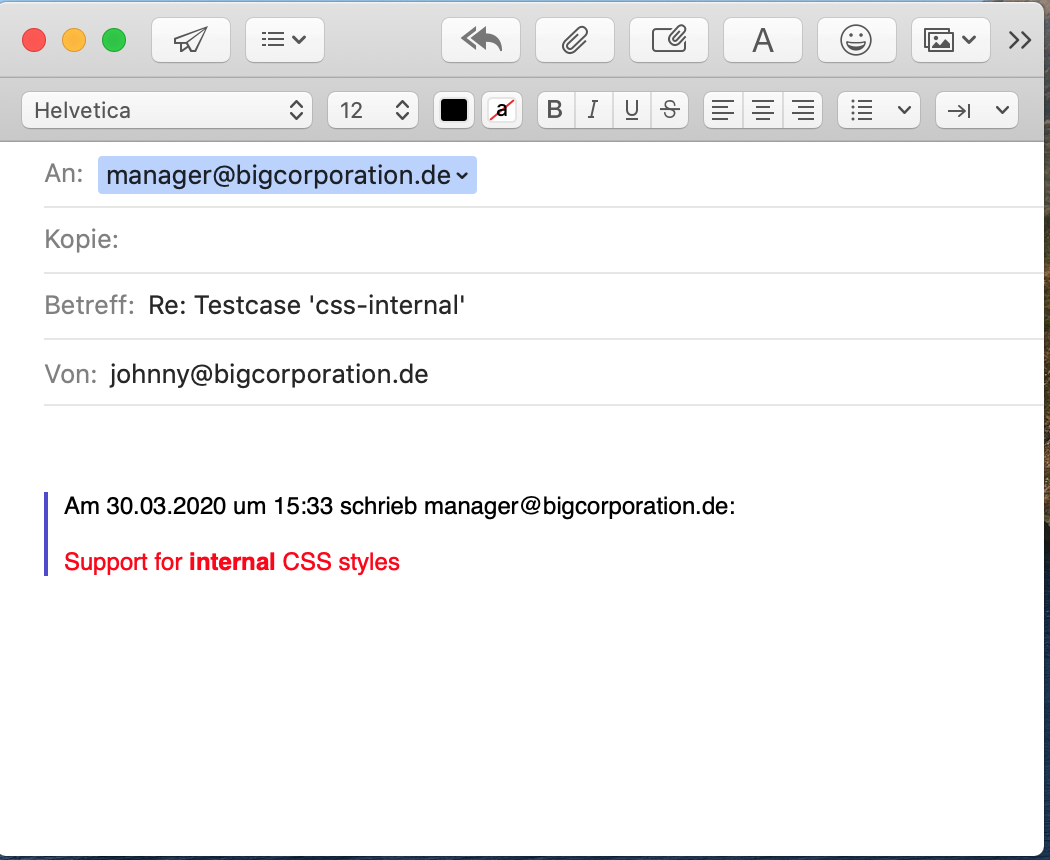 A
Helvetica 12 a B I U S
An: manager@bigcorporation.de
Kopie:
Betreff: Re: Testcase 'css-internal'
Von: johnny@bigcorporation.de
Am 30.03.2020 um 15:33 schrieb manager@bigcorporation.de:
Support for internal CSS styles